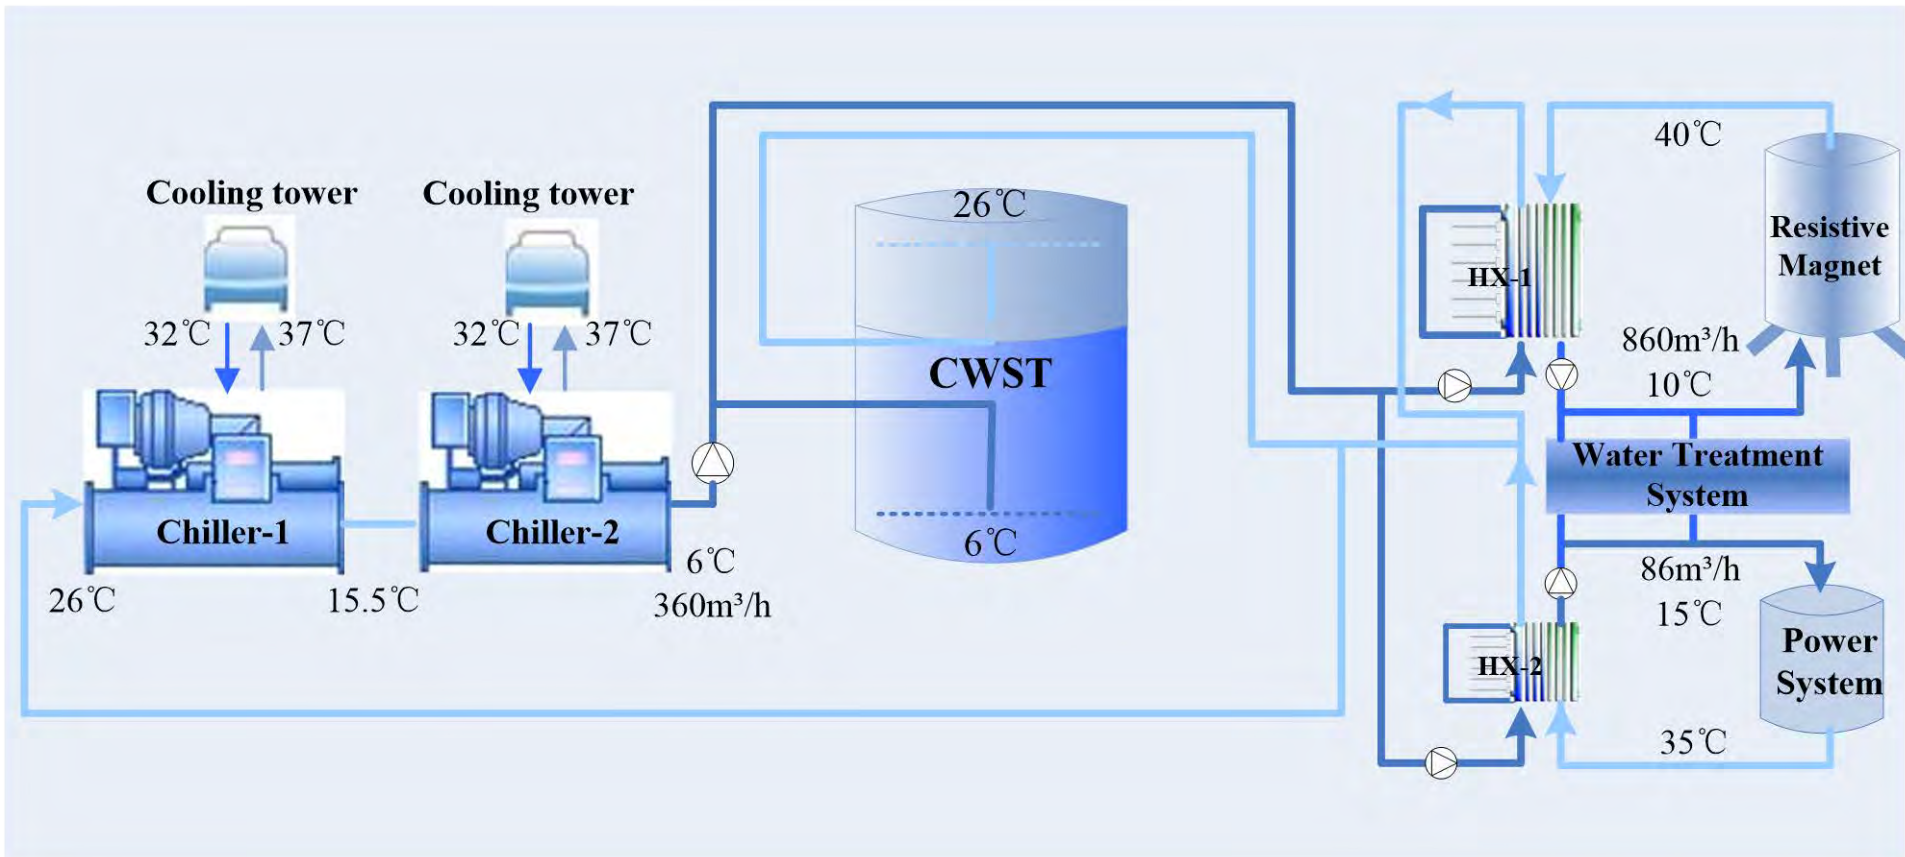 Cooling tower
Cooling tower
32℃
37℃
32℃
37℃
Chiller-1
Chiller-2
26℃
15.5℃
6℃
360m³/h
26℃
CWST
6℃
40℃
HX-1
Resistive
Magnet
860m³/h
10℃
Water Treatment
System
86m³/h
15℃
HX-2
Power
System
35℃